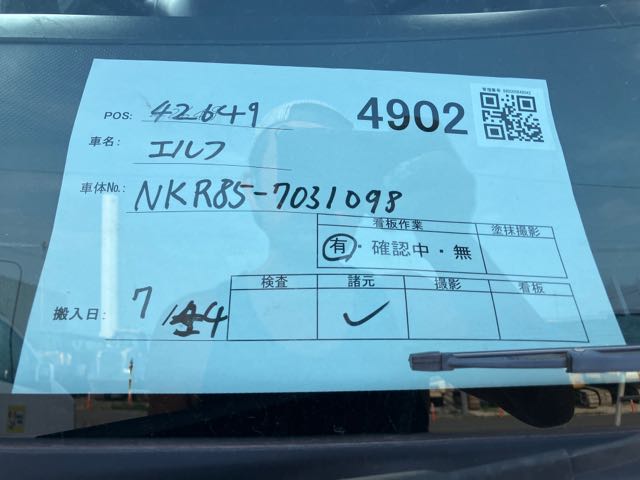 POS: 42649
4902
車名: エルフ
車体No.: NKR85-7031098
看板作業 塗抹撮影
有・確認中・無
検査 諸元 撮影 看板
搬入日: 7/4